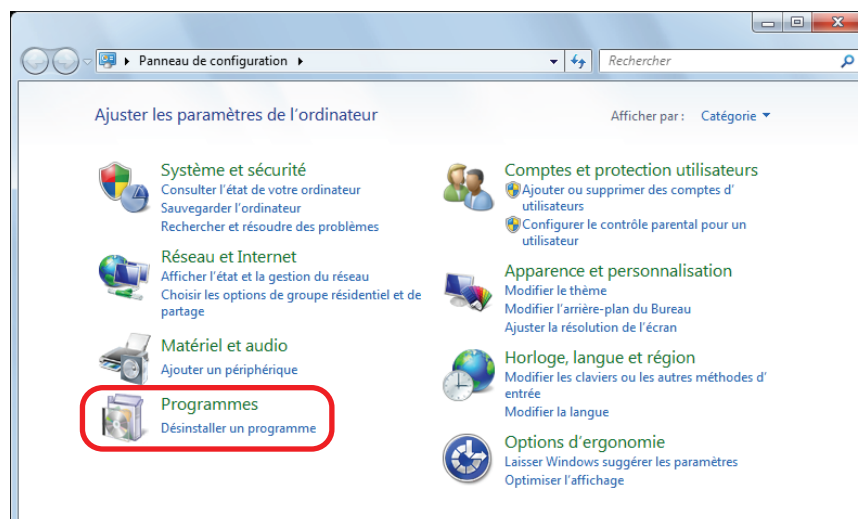 Panneau de configuration
Rechercher
Ajuster les paramètres de l'ordinateur
Afficher par : Catégorie
Système et sécurité
Consulter l'état de votre ordinateur
Sauvegarder l'ordinateur
Rechercher et résoudre des problèmes
Réseau et Internet
Afficher l'état et la gestion du réseau
Choisir les options de groupe résidentiel et de
partage
Matériel et audio
Ajouter un périphérique
Programmes
Désinstaller un programme
Comptes et protection utilisateurs
Ajouter ou supprimer des comptes d'
utilisateurs
Configurer le contrôle parental pour un
utilisateur
Apparence et personnalisation
Modifier le thème
Modifier l'arrière-plan du Bureau
Ajuster la résolution de l'écran
Horloge, langue et région
Modifier les claviers ou les autres méthodes d'
entrée
Modifier la langue
Options d'ergonomie
Laisser Windows suggérer les paramètres
Optimiser l'affichage